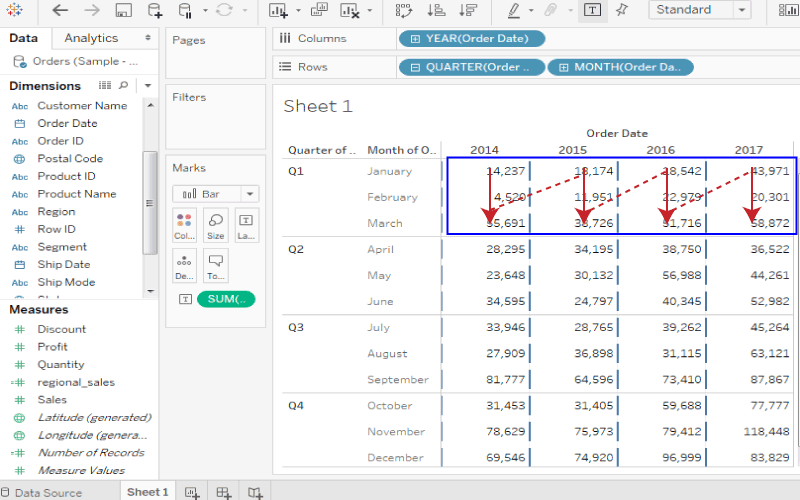 Standard
Data
Analytics
Orders (Sample - ...
Dimensions
Abc Customer Name
Order Date
Abc Order ID
Postal Code
Abc Product ID
Abc Product Name
Abc Region
# Row ID
Abc Segment
Ship Date
Abc Ship Mode
Measures
# Discount
# Profit
# Quantity
=# regional_sales
# Sales
Latitude (generated)
Longitude (genera...
=# Number of Records
# Measure Values
Pages
Filters
Marks
Bar
Col...
Size
La...
De...
To...
T SUM(..
Columns
YEAR(Order Date)
Rows
QUARTER(Order ..
MONTH(Order Da..
Sheet 1
Order Date
Quarter of .. Month of O.. 2014 2015 2016 2017
Q1 January 14,237 18,174 18,542 43,971
February 4,520 11,951 22,979 20,301
March 55,691 38,726 51,716 58,872
Q2 April 28,295 34,195 38,750 36,522
May 23,648 30,132 56,988 44,261
June 34,595 24,797 40,345 52,982
Q3 July 33,946 28,765 39,262 45,264
August 27,909 36,898 31,115 63,121
September 81,777 64,596 73,410 87,867
Q4 October 31,453 31,405 59,688 77,777
November 78,629 75,973 79,412 118,448
December 69,546 74,920 96,999 83,829
Data Source
Sheet 1